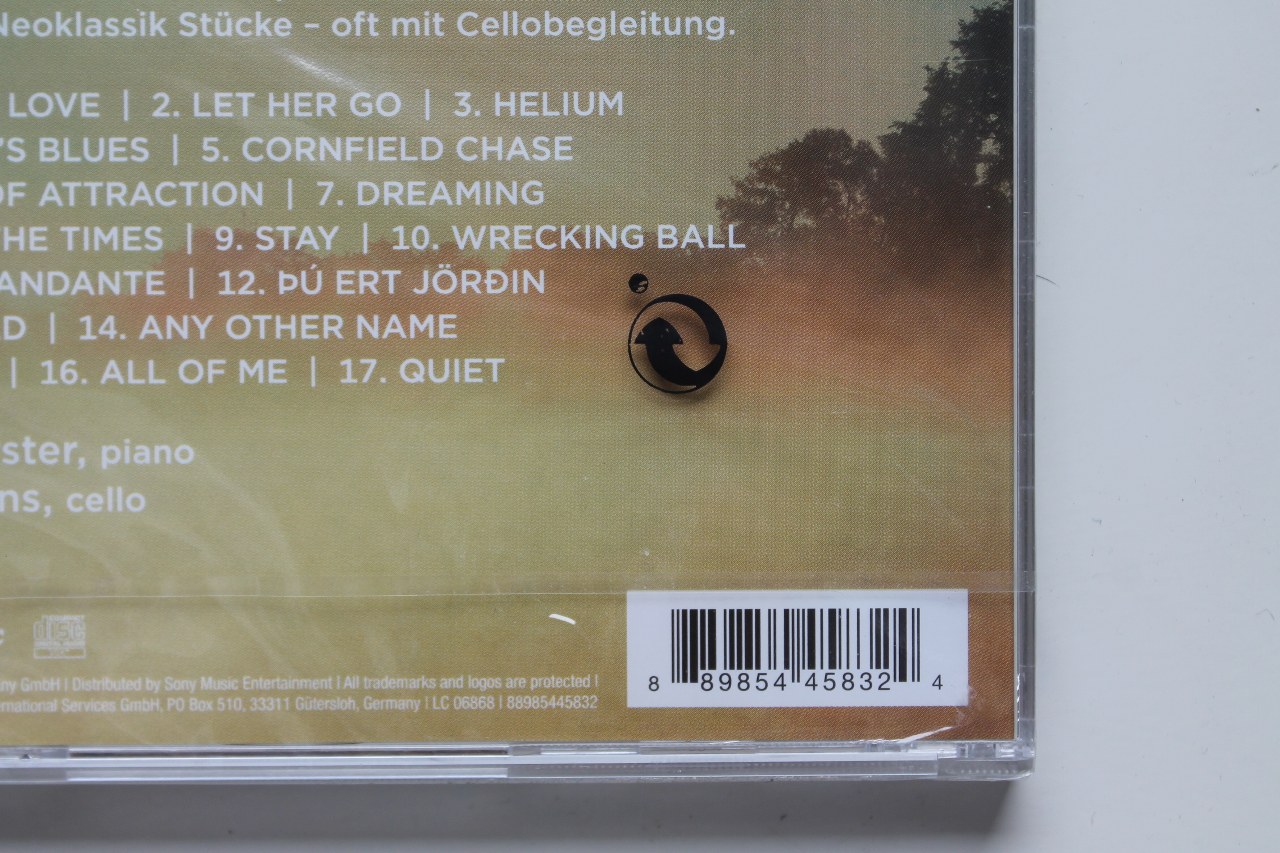 Neoklassik Stücke – oft mit Cellobegleitung.
LOVE | 2. LET HER GO | 3. HELIUM
'S BLUES | 5. CORNFIELD CHASE
OF ATTRACTION | 7. DREAMING
THE TIMES | 9. STAY | 10. WRECKING BALL
ANDANTE | 12. ÞÚ ERT JÖRÐIN
D | 14. ANY OTHER NAME
| 16. ALL OF ME | 17. QUIET
ster, piano
ns, cello
disc
ny GmbH | Distributed by Sony Music Entertainment | All trademarks and logos are protected |
ernational Services GmbH, PO Box 510, 33311 Gütersloh, Germany | LC 06868 | 88985445832
8 89854 45832 4